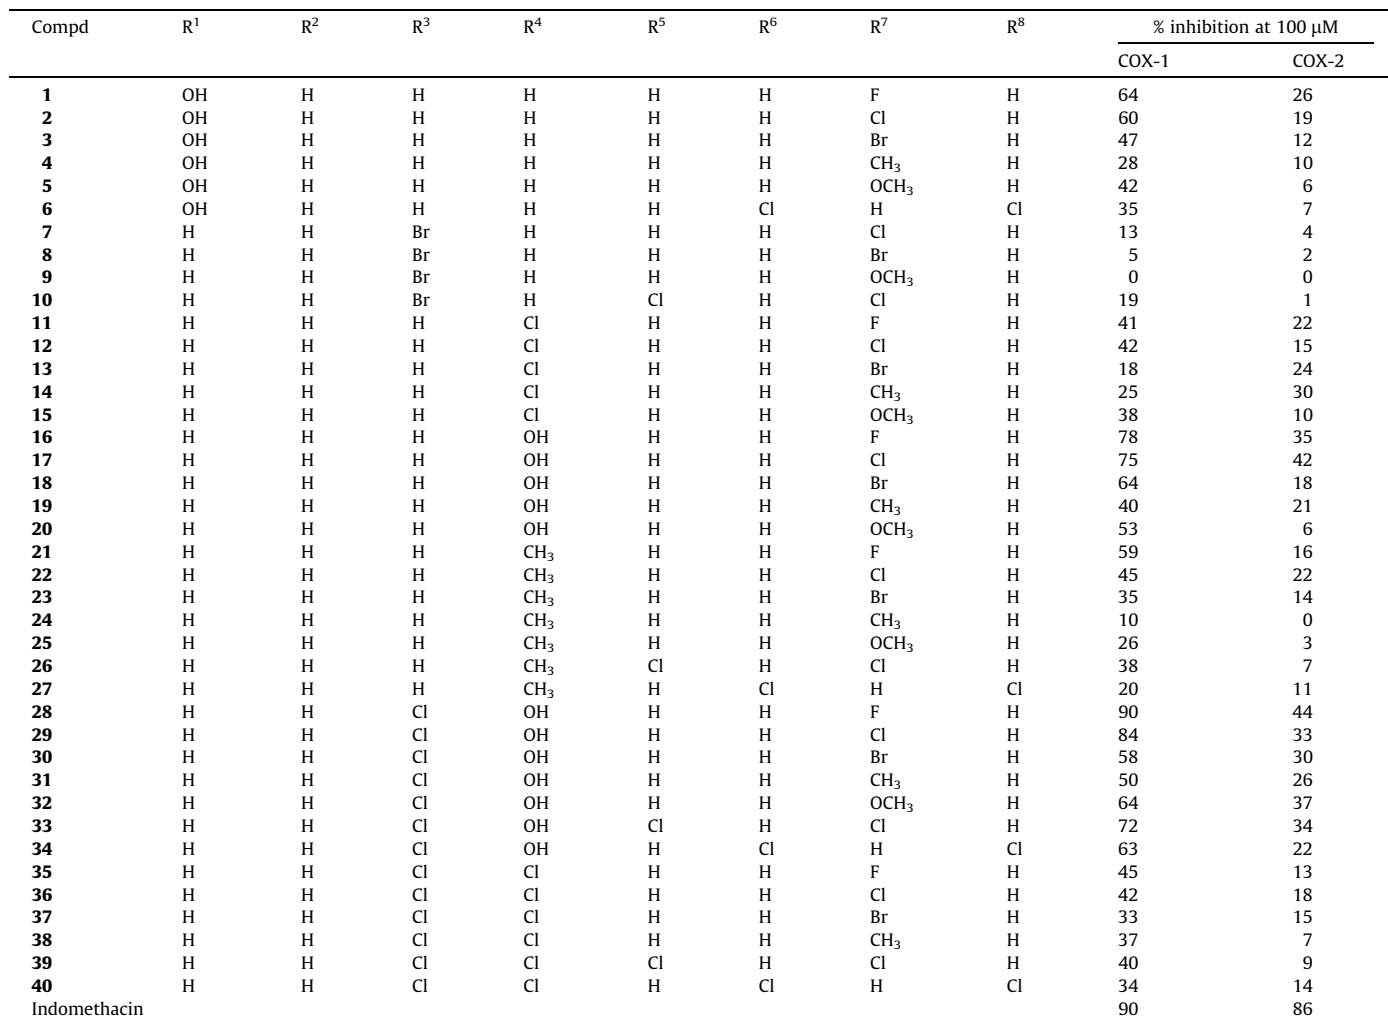 Compd R¹ R² R³ R⁴ R⁵ R⁶ R⁷ R⁸ % inhibition at 100 μM
COX-1 COX-2
1 OH H H H H H F H 64 26
2 OH H H H H H Cl H 60 19
3 OH H H H H H Br H 47 12
4 OH H H H H H CH₃ H 28 10
5 OH H H H H H OCH₃ H 42 6
6 OH H H H H Cl H Cl 35 7
7 H H Br H H H Cl H 13 4
8 H H Br H H H Br H 5 2
9 H H Br H H H OCH₃ H 0 0
10 H H Br H Cl H Cl H 19 1
11 H H H Cl H H F H 41 22
12 H H H Cl H H Cl H 42 15
13 H H H Cl H H Br H 18 24
14 H H H Cl H H CH₃ H 25 30
15 H H H Cl H H OCH₃ H 38 10
16 H H H OH H H F H 78 35
17 H H H OH H H Cl H 75 42
18 H H H OH H H Br H 64 18
19 H H H OH H H CH₃ H 40 21
20 H H H OH H H OCH₃ H 53 6
21 H H H CH₃ H H F H 59 16
22 H H H CH₃ H H Cl H 45 22
23 H H H CH₃ H H Br H 35 14
24 H H H CH₃ H H CH₃ H 10 0
25 H H H CH₃ H H OCH₃ H 26 3
26 H H H CH₃ Cl H Cl H 38 7
27 H H H CH₃ H Cl H Cl 20 11
28 H H Cl OH H H F H 90 44
29 H H Cl OH H H Cl H 84 33
30 H H Cl OH H H Br H 58 30
31 H H Cl OH H H CH₃ H 50 26
32 H H Cl OH H H OCH₃ H 64 37
33 H H Cl OH Cl H Cl H 72 34
34 H H Cl OH H Cl H Cl 63 22
35 H H Cl Cl H H F H 45 13
36 H H Cl Cl H H Cl H 42 18
37 H H Cl Cl H H Br H 33 15
38 H H Cl Cl H H CH₃ H 37 7
39 H H Cl Cl Cl H Cl H 40 9
40 H H Cl Cl H Cl H Cl 34 14
Indomethacin 90 86